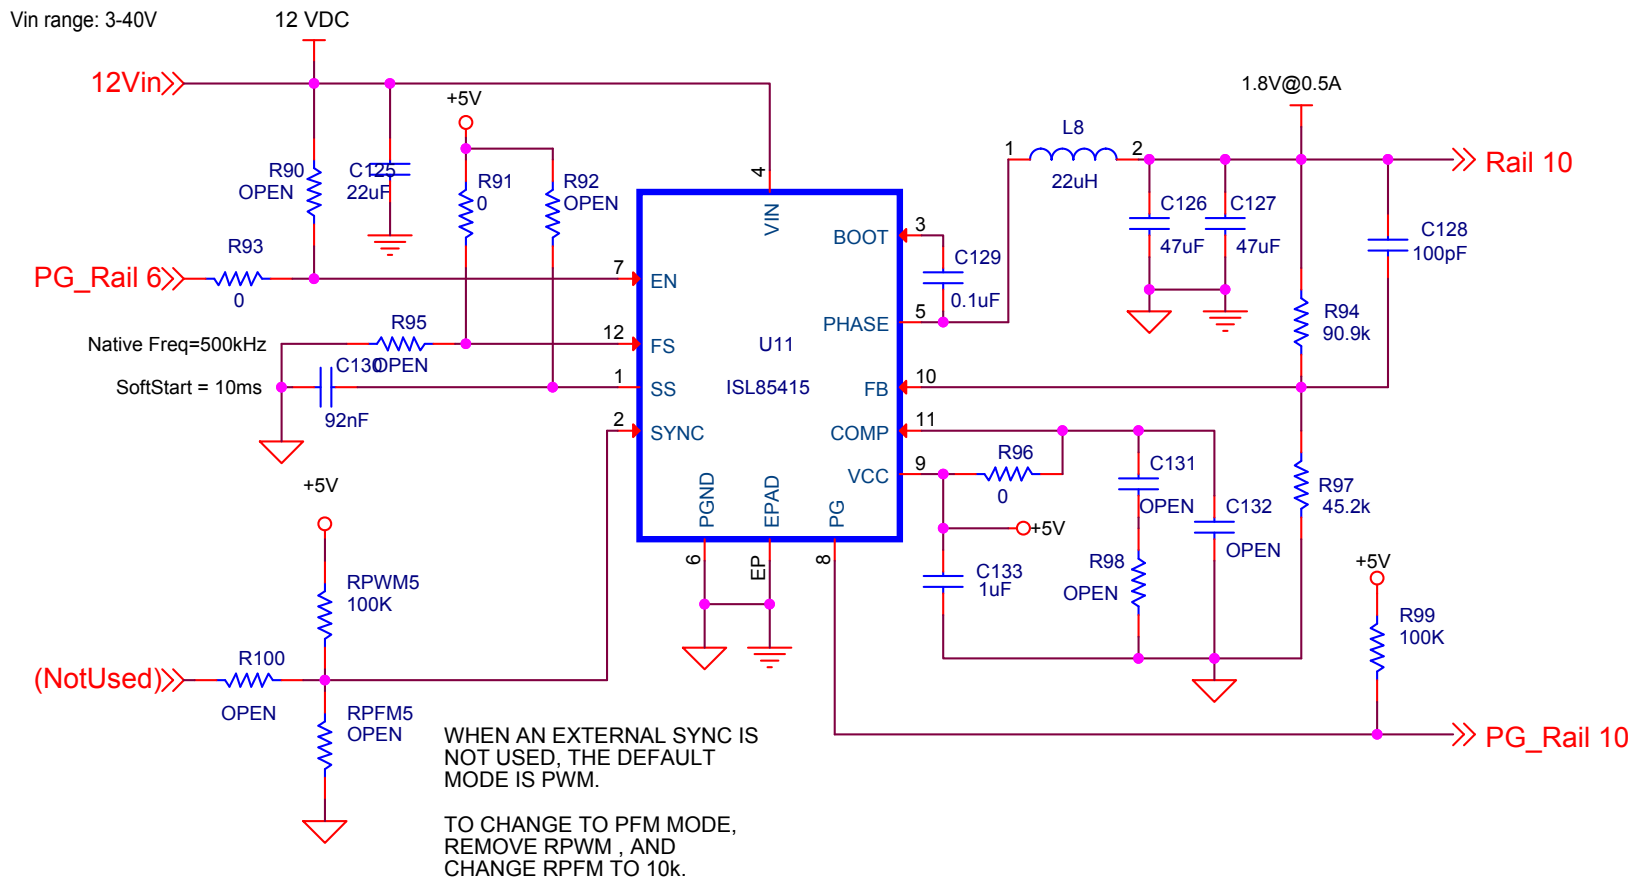 Vin range: 3-40V
12 VDC
12Vin
+5V
1.8V@0.5A
L8
1
2
22uH
Rail 10
R90
OPEN
C125
22uF
R91
0
R92
OPEN
4
VIN
C126
47uF
C127
47uF
C128
100pF
R93
0
PG_Rail 6
7
EN
BOOT
3
C129
0.1uF
PHASE
5
R94
90.9k
Native Freq=500kHz
R95
OPEN
12
FS
U11
ISL85415
SoftStart = 10ms
C130
92nF
1
SS
FB
10
2
SYNC
COMP
11
VCC
9
R96
0
C131
OPEN
C132
OPEN
R97
45.2k
+5V
PGND
EPAD
PG
6
EP
8
+5V
C133
1uF
R98
OPEN
+5V
R99
100K
RPWM5
100K
(NotUsed)
R100
OPEN
RPFM5
OPEN
PG_Rail 10
WHEN AN EXTERNAL SYNC IS
NOT USED, THE DEFAULT
MODE IS PWM.
TO CHANGE TO PFM MODE,
REMOVE RPWM , AND
CHANGE RPFM TO 10k.